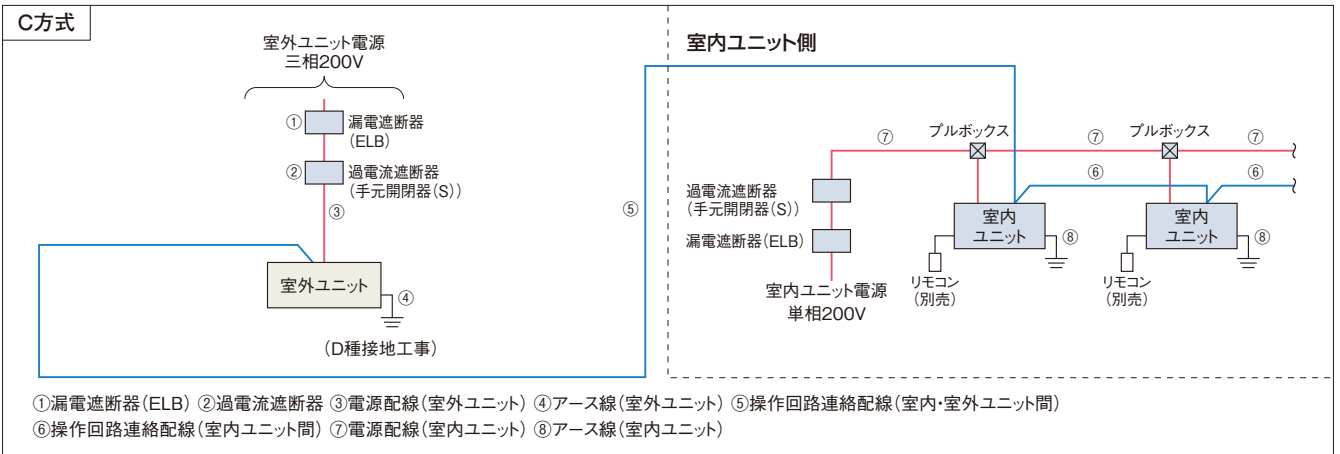 C方式
室外ユニット電源
三相200V
①
漏電遮断器
(ELB)
②
過電流遮断器
(手元開閉器(S))
③
室外ユニット
④
(D種接地工事)
⑤
室内ユニット側
⑦
プルボックス
⑦
プルボックス
⑦
⑥
⑥
過電流遮断器
(手元開閉器(S))
漏電遮断器(ELB)
室内ユニット電源
単相200V
室内
ユニット
⑧
リモコン
(別売)
室内
ユニット
⑧
リモコン
(別売)
①漏電遮断器(ELB) ②過電流遮断器 ③電源配線(室外ユニット) ④アース線(室外ユニット) ⑤操作回路連絡配線(室内・室外ユニット間)
⑥操作回路連絡配線(室内ユニット間) ⑦電源配線(室内ユニット) ⑧アース線(室内ユニット)